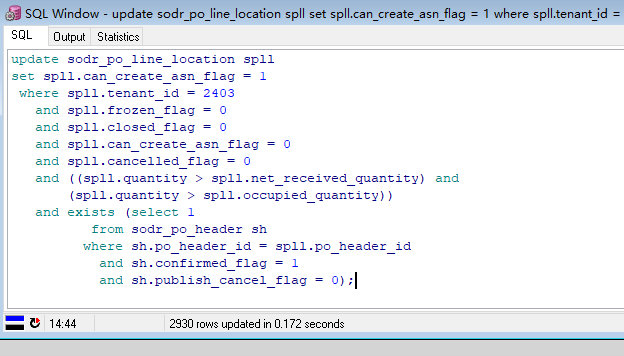 SQL Window - update sodr_po_line_location spll set spll.can_create_asn_flag = 1 where spll.tenant_id =
SQL Output Statistics
update sodr_po_line_location spll
set spll.can_create_asn_flag = 1
where spll.tenant_id = 2403
and spll.frozen_flag = 0
and spll.closed_flag = 0
and spll.can_create_asn_flag = 0
and spll.cancelled_flag = 0
and ((spll.quantity > spll.net_received_quantity) and
(spll.quantity > spll.occupied_quantity))
and exists (select 1
from sodr_po_header sh
where sh.po_header_id = spll.po_header_id
and sh.confirmed_flag = 1
and sh.publish_cancel_flag = 0);
14:44 2930 rows updated in 0.172 seconds